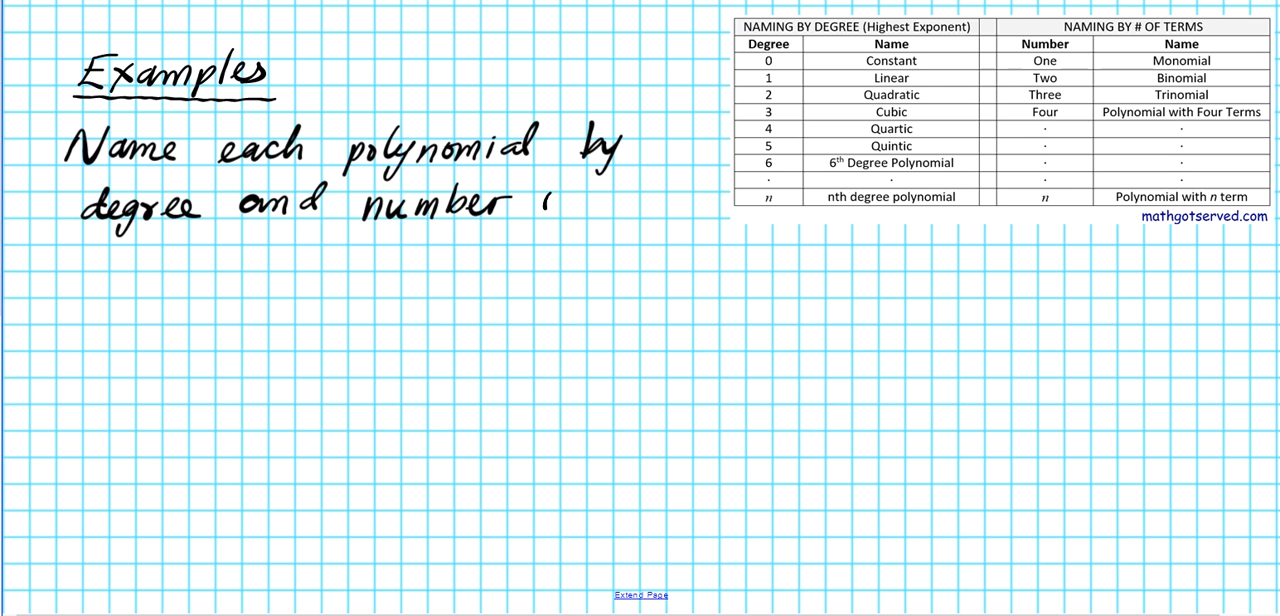 Examples
Name each polynomial by
degree and number
NAMING BY DEGREE (Highest Exponent) NAMING BY # OF TERMS
Degree Name Number Name
0 Constant One Monomial
1 Linear Two Binomial
2 Quadratic Three Trinomial
3 Cubic Four Polynomial with Four Terms
4 Quartic . .
5 Quintic . .
6 6th Degree Polynomial . .
. . . .
n nth degree polynomial n Polynomial with n term
mathgotserved.com
Extend Page